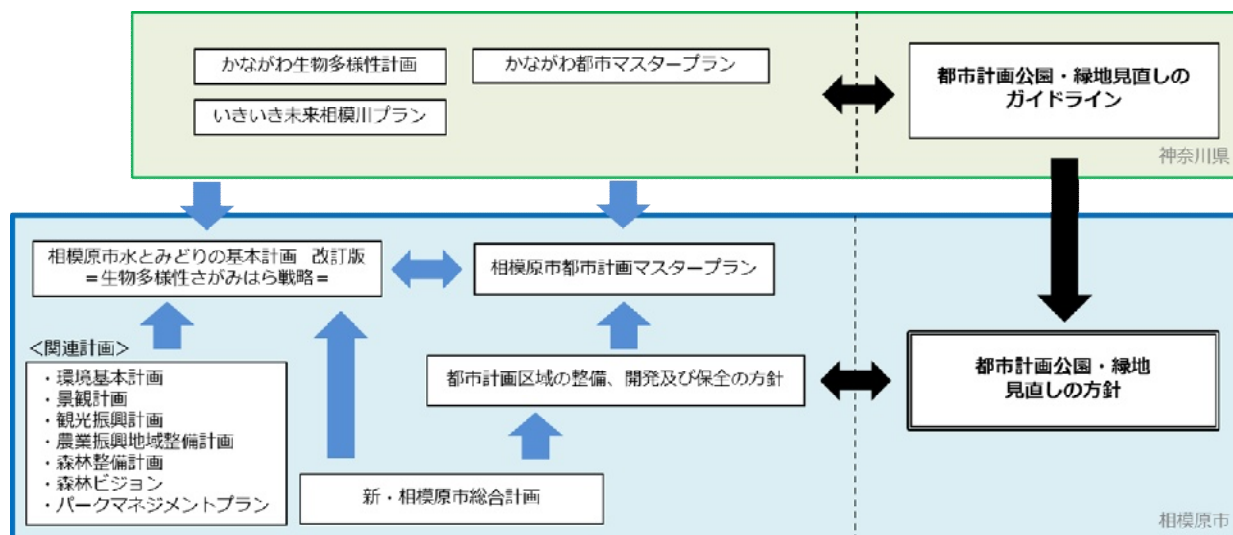 かながわ生物多様性計画
かながわ都市マスタープラン
いきいき未来相模川プラン
都市計画公園・緑地見直しの
ガイドライン
神奈川県
相模原市水とみどりの基本計画　改訂版
＝生物多様性さがみはら戦略＝
相模原市都市計画マスタープラン
＜関連計画＞
・環境基本計画
・景観計画
・観光振興計画
・農業振興地域整備計画
・森林整備計画
・森林ビジョン
・パークマネジメントプラン
都市計画区域の整備、開発及び保全の方針
都市計画公園・緑地
見直しの方針
新・相模原市総合計画
相模原市